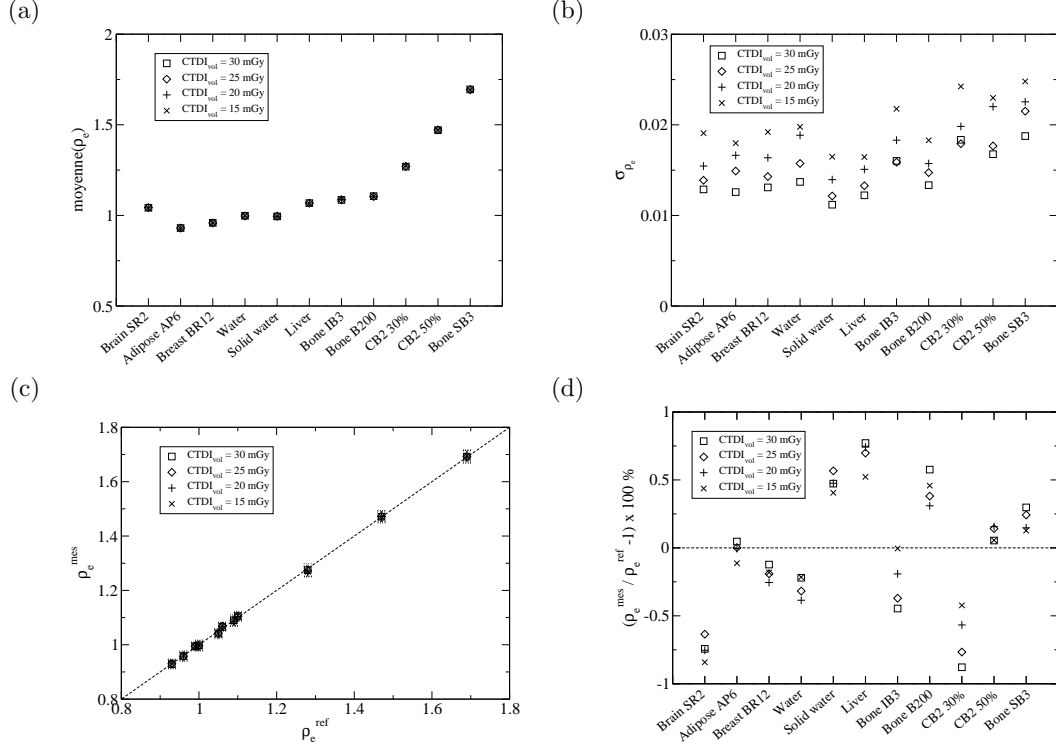 (a)
2
1.5
1
0.5
moyenne(ρe)
CTDIvol = 30 mGy
CTDIvol = 25 mGy
CTDIvol = 20 mGy
CTDIvol = 15 mGy
Brain SR2
Adipose AP6
Breast BR12
Water
Solid water
Liver
Bone IB3
Bone B200
CB2 30%
CB2 50%
Bone SB3
(b)
0.03
0.02
0.01
0
σρe
CTDIvol = 30 mGy
CTDIvol = 25 mGy
CTDIvol = 20 mGy
CTDIvol = 15 mGy
Brain SR2
Adipose AP6
Breast BR12
Water
Solid water
Liver
Bone IB3
Bone B200
CB2 30%
CB2 50%
Bone SB3
(c)
1.8
1.6
1.4
1.2
1
0.8
ρe mes
CTDIvol = 30 mGy
CTDIvol = 25 mGy
CTDIvol = 20 mGy
CTDIvol = 15 mGy
0.8
1
1.2
1.4
1.6
1.8
ρe ref
(d)
1
0.5
0
-0.5
-1
(ρe mes / ρe ref -1) x 100 %
CTDIvol = 30 mGy
CTDIvol = 25 mGy
CTDIvol = 20 mGy
CTDIvol = 15 mGy
Brain SR2
Adipose AP6
Breast BR12
Water
Solid water
Liver
Bone IB3
Bone B200
CB2 30%
CB2 50%
Bone SB3